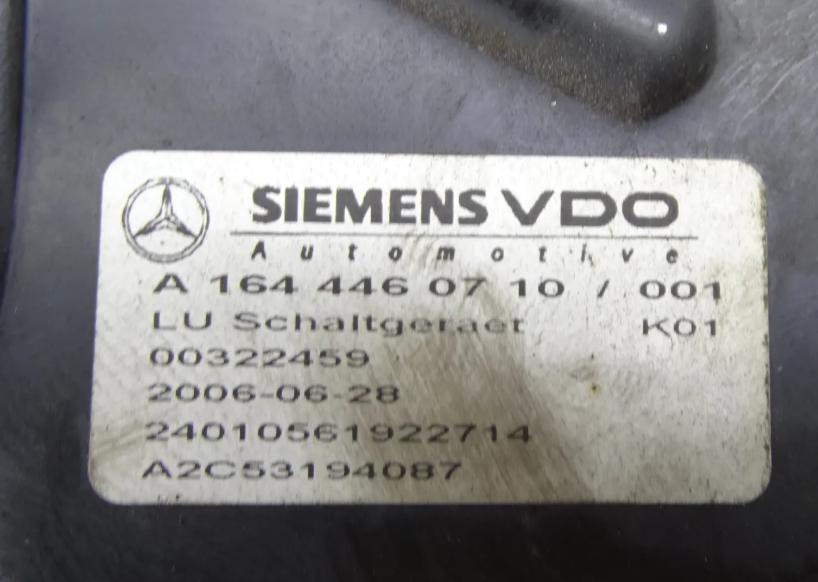 SIEMENS VDO
Automotive
A 164 446 07 10 / 001
LU Schaltgeraet K01
00322459
2006-06-28
24010561922714
A2C53194087